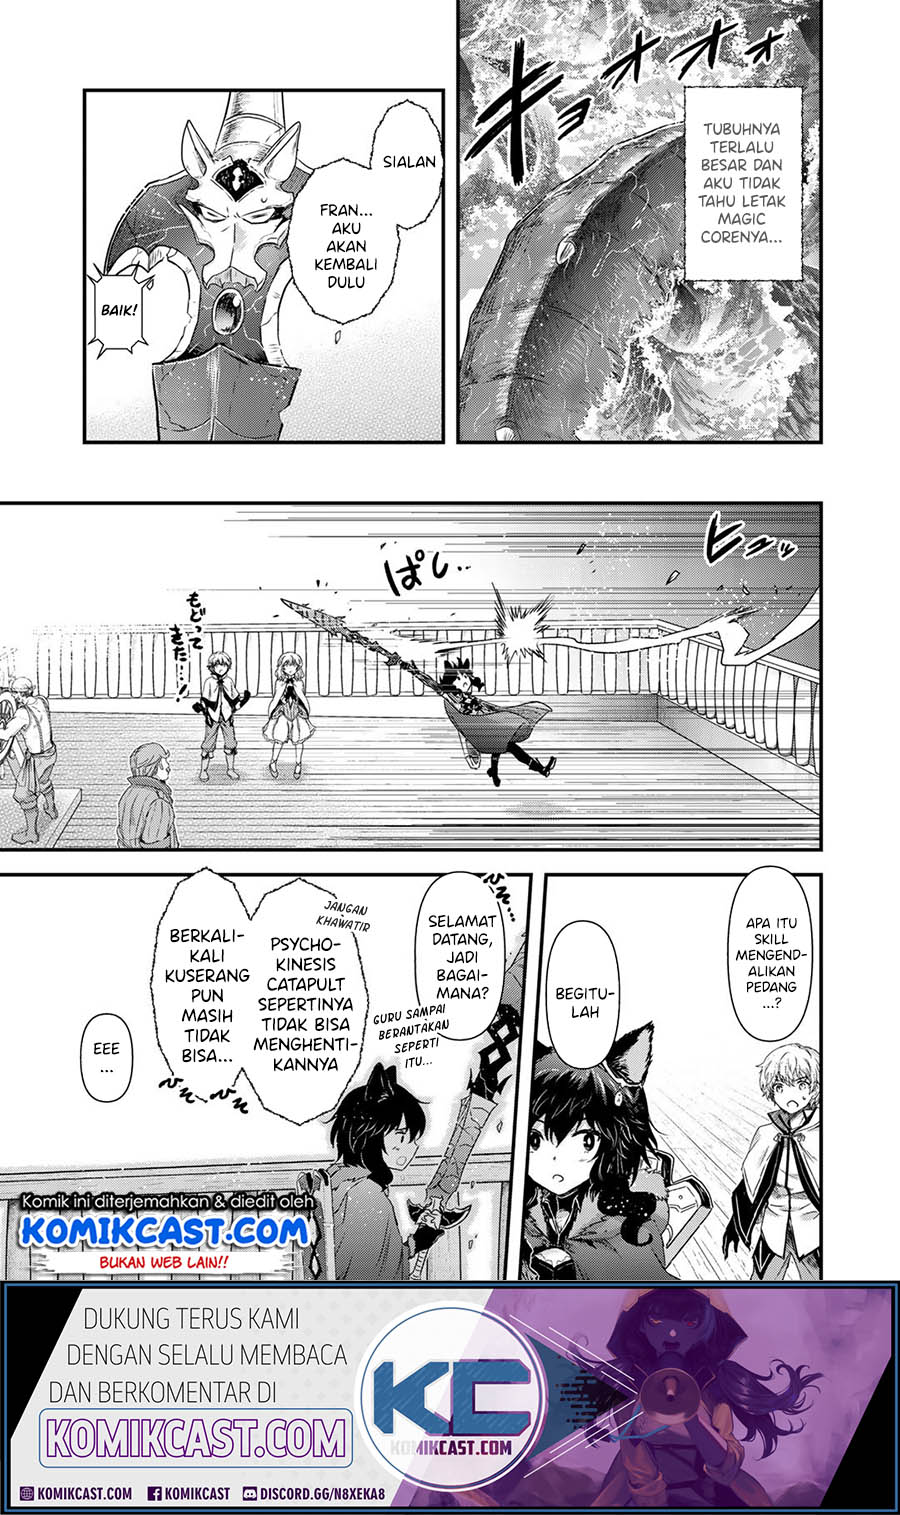 ギョオオオ
TUBUHNYA
TERLALU
BESAR DAN
AKU TIDAK
TAHU LETAK
MAGIC
CORENYA...
SIALAN
FRAN...
AKU
AKAN
KEMBALI
DULU
BAIK!
ヒュッ
ぱし..
もどって
きた...!
APA ITU
SKILL
MENGEND-
ALIKAN
PEDANG
...?
BEGITU-
LAH
SELAMAT
DATANG,
JADI
BAGAI-
MANA?
GURU SAMPAI
BERANTAKAN
SEPERTI
ITU...
JANGAN
KHAWATIR
PSYCHO-
KINESIS
CATAPULT
SEPERTINYA
TIDAK BISA
MENGHENTI-
KANNYA
BERKALI-
KALI
KUSERANG
PUN
MASIH
TIDAK
BISA...
EEE
...
Komik ini diterjemahkan & diedit oleh
KOMIKCAST.COM
BUKAN WEB LAIN!!
DUKUNG TERUS KAMI
DENGAN SELALU MEMBACA
DAN BERKOMENTAR DI
KOMIKCAST.COM
KC
KOMIKCAST.COM
KOMIKCAST.COM KOMIKCAST DISCORD.GG/N8XEKA8